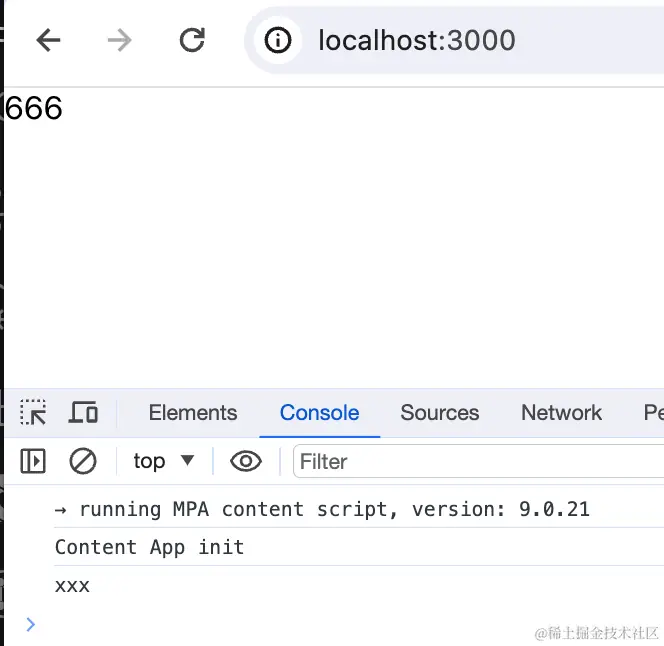 localhost:3000
666
Elements Console Sources Network Pe
top ▼ Filter
→ running MPA content script, version: 9.0.21
Content App init
xxx
>
@稀土掘金技术社区